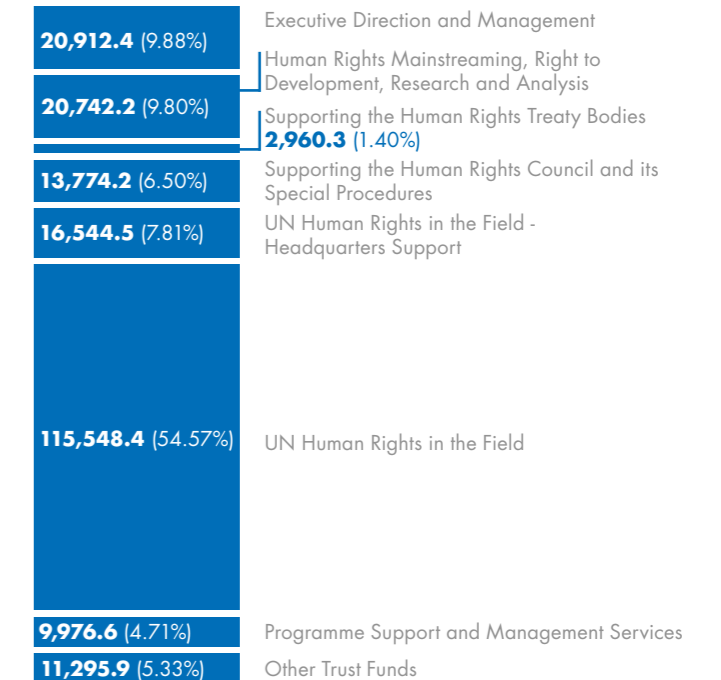 Executive Direction and Management
20,912.4 (9.88%)
Human Rights Mainstreaming, Right to
Development, Research and Analysis
20,742.2 (9.80%)
Supporting the Human Rights Treaty Bodies
2,960.3 (1.40%)
Supporting the Human Rights Council and its
Special Procedures
13,774.2 (6.50%)
UN Human Rights in the Field -
Headquarters Support
16,544.5 (7.81%)
115,548.4 (54.57%)
UN Human Rights in the Field
9,976.6 (4.71%)
Programme Support and Management Services
11,295.9 (5.33%)
Other Trust Funds